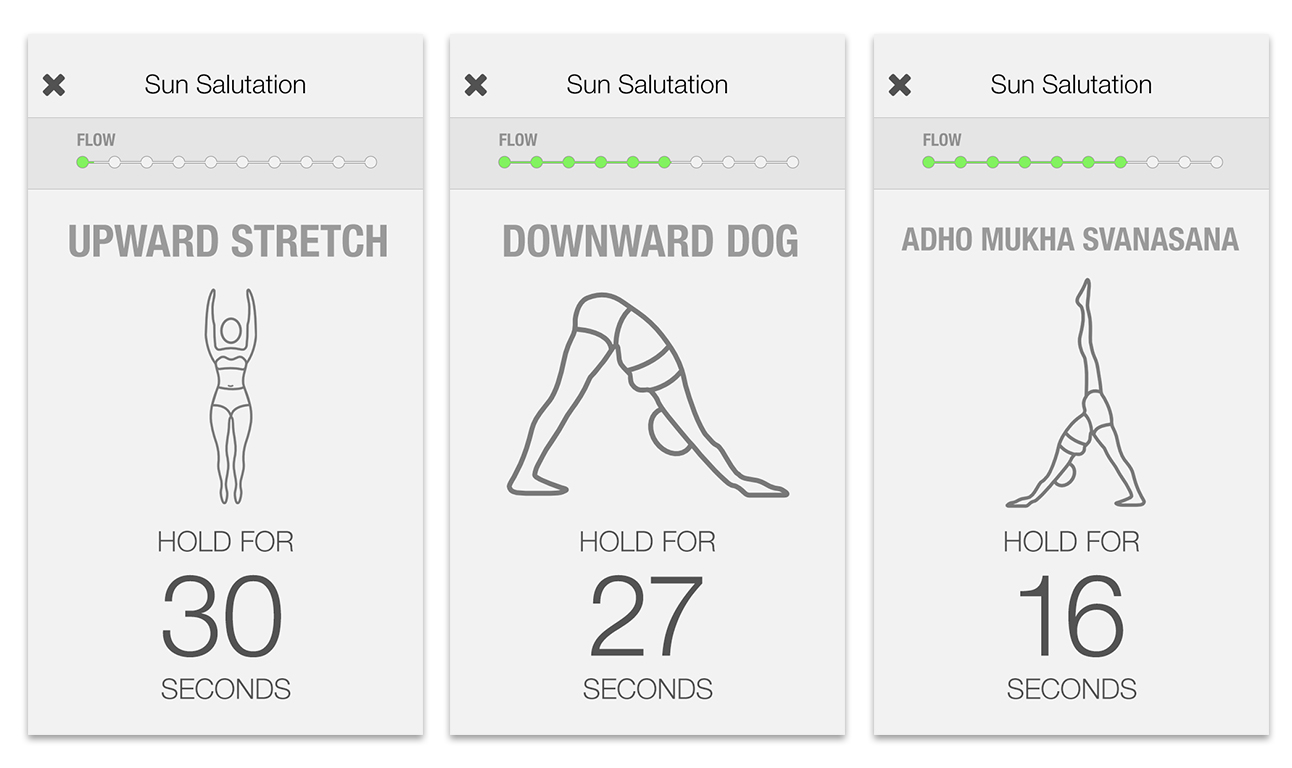 Sun Salutation
FLOW
UPWARD STRETCH
HOLD FOR
30
SECONDS
Sun Salutation
FLOW
DOWNWARD DOG
HOLD FOR
27
SECONDS
Sun Salutation
FLOW
ADHO MUKHA SVANASANA
HOLD FOR
16
SECONDS